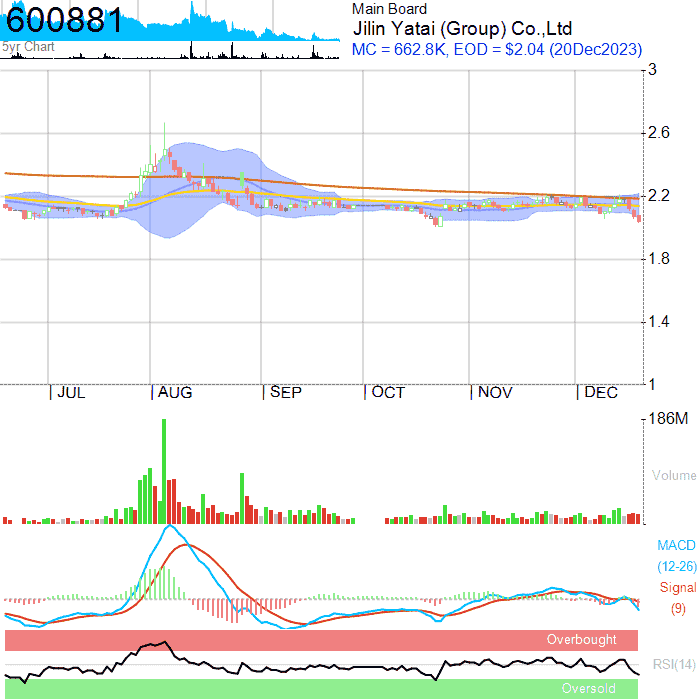 600881
5yr Chart
Main Board
Jilin Yatai (Group) Co.,Ltd
MC = 662.8K, EOD = $2.04 (20Dec2023)
3
2.6
2.2
1.8
1.4
1
JUL AUG SEP OCT NOV DEC
186M
Volume
MACD
(12-26)
Signal
(9)
Overbought
RSI(14)
Oversold